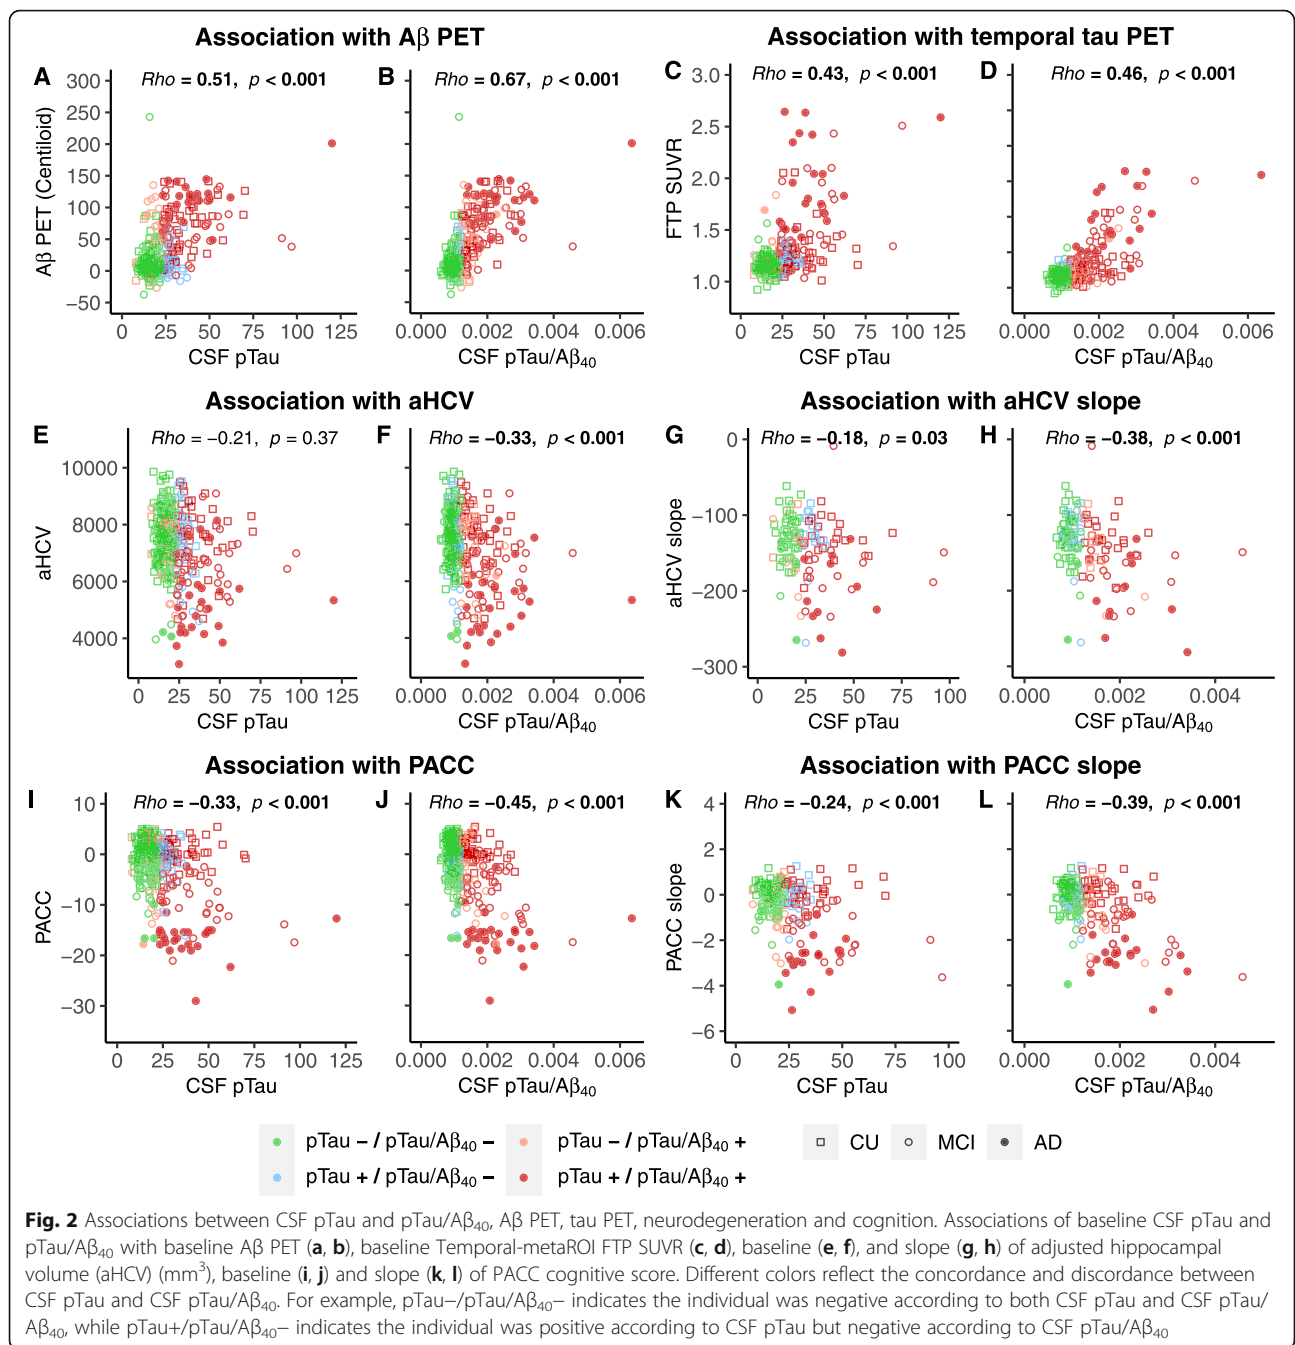 Association with Aβ PET
Association with temporal tau PET
A
Rho = 0.51, p < 0.001
B
Rho = 0.67, p < 0.001
C
Rho = 0.43, p < 0.001
D
Rho = 0.46, p < 0.001
Aβ PET (Centiloid)
300
200
150
100
50
0
−50
0 25 50 75 100 125
CSF pTau
0.000 0.002 0.004 0.006
CSF pTau/Aβ40
FTP SUVR
3.0
2.5
2.0
1.5
1.0
0 25 50 75 100 125
CSF pTau
0.000 0.002 0.004 0.006
CSF pTau/Aβ40
Association with aHCV
Association with aHCV slope
E
Rho = −0.21, p = 0.37
F
Rho = −0.33, p < 0.001
G
Rho = −0.18, p = 0.03
H
Rho = −0.38, p < 0.001
aHCV
10000
8000
6000
4000
0 25 50 75 100 125
CSF pTau
0.000 0.002 0.004 0.006
CSF pTau/Aβ40
aHCV slope
0
−100
−200
−300
0 25 50 75 100
CSF pTau
0.000 0.002 0.004
CSF pTau/Aβ40
Association with PACC
Association with PACC slope
I
Rho = −0.33, p < 0.001
J
Rho = −0.45, p < 0.001
K
Rho = −0.24, p < 0.001
L
Rho = −0.39, p < 0.001
PACC
10
0
−10
−20
−30
0 25 50 75 100 125
CSF pTau
0.000 0.002 0.004 0.006
CSF pTau/Aβ40
PACC slope
4
2
0
−2
−4
−6
0 25 50 75 100
CSF pTau
0.000 0.002 0.004
CSF pTau/Aβ40
pTau − / pTau/Aβ40 −
pTau − / pTau/Aβ40 +
CU
MCI
AD
pTau + / pTau/Aβ40 −
pTau + / pTau/Aβ40 +
Fig. 2 Associations between CSF pTau and pTau/Aβ40, Aβ PET, tau PET, neurodegeneration and cognition. Associations of baseline CSF pTau and
pTau/Aβ40 with baseline Aβ PET (a, b), baseline Temporal-metaROI FTP SUVR (c, d), baseline (e, f), and slope (g, h) of adjusted hippocampal
volume (aHCV) (mm3), baseline (i, j) and slope (k, l) of PACC cognitive score. Different colors reflect the concordance and discordance between
CSF pTau and CSF pTau/Aβ40. For example, pTau−/pTau/Aβ40− indicates the individual was negative according to both CSF pTau and CSF pTau/
Aβ40, while pTau+/pTau/Aβ40− indicates the individual was positive according to CSF pTau but negative according to CSF pTau/Aβ40